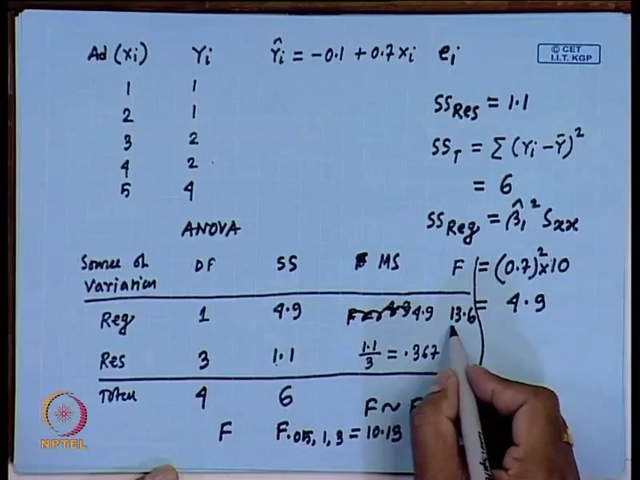 Ad (xi) Yi Ŷi = -0.1 + 0.7xi ei
© CET
I.I.T. KGP
1 1
2 1
3 2
4 2
5 4
SSRes = 1.1
SST = Σ (Yi - Ȳ)²
= 6
SSReg = β̂1² Sxx
= (0.7)² × 10
= 4.9
ANOVA
Source of Variation DF SS MS F
Reg 1 4.9 4.9 13.6
Res 3 1.1 1.1/3 = .367
Total 4 6
F ~ F
F F.05, 1, 3 = 10.13
NPTEL